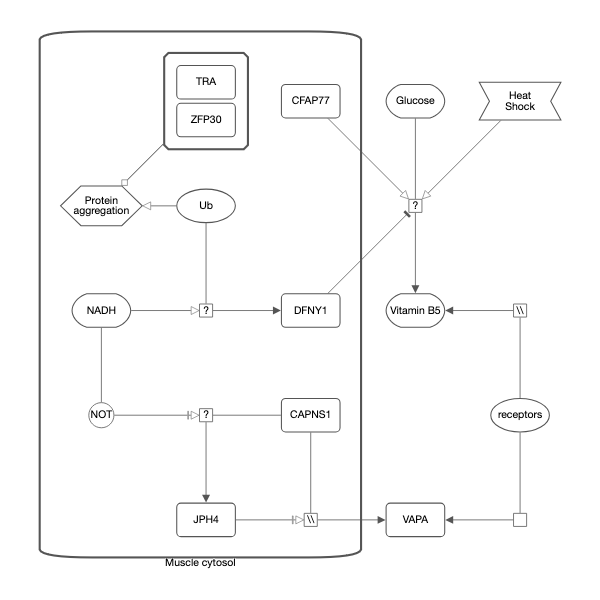 TRA
ZFP30
CFAP77
Glucose
Heat
Shock
Protein
aggregation
Ub
?
NADH
?
DFNY1
Vitamin B5
\\
NOT
?
CAPNS1
receptors
JPH4
\\
VAPA
Muscle cytosol